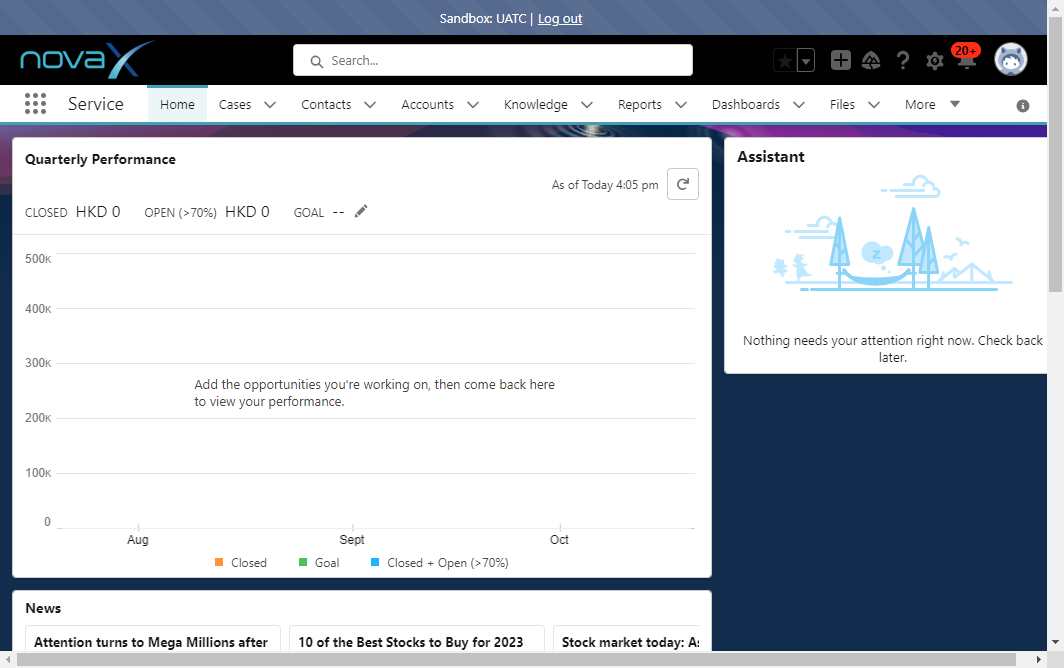 Sandbox: UATC | Log out
novaX
Search...
20+
Service
Home
Cases
Contacts
Accounts
Knowledge
Reports
Dashboards
Files
More
Quarterly Performance
As of Today 4:05 pm
CLOSED HKD 0 OPEN (>70%) HKD 0 GOAL --
500K
400K
300K
200K
100K
0
Add the opportunities you're working on, then come back here
to view your performance.
Aug Sept Oct
Closed Goal Closed + Open (>70%)
Assistant
z
Nothing needs your attention right now. Check back
later.
News
Attention turns to Mega Millions after
10 of the Best Stocks to Buy for 2023
Stock market today: As